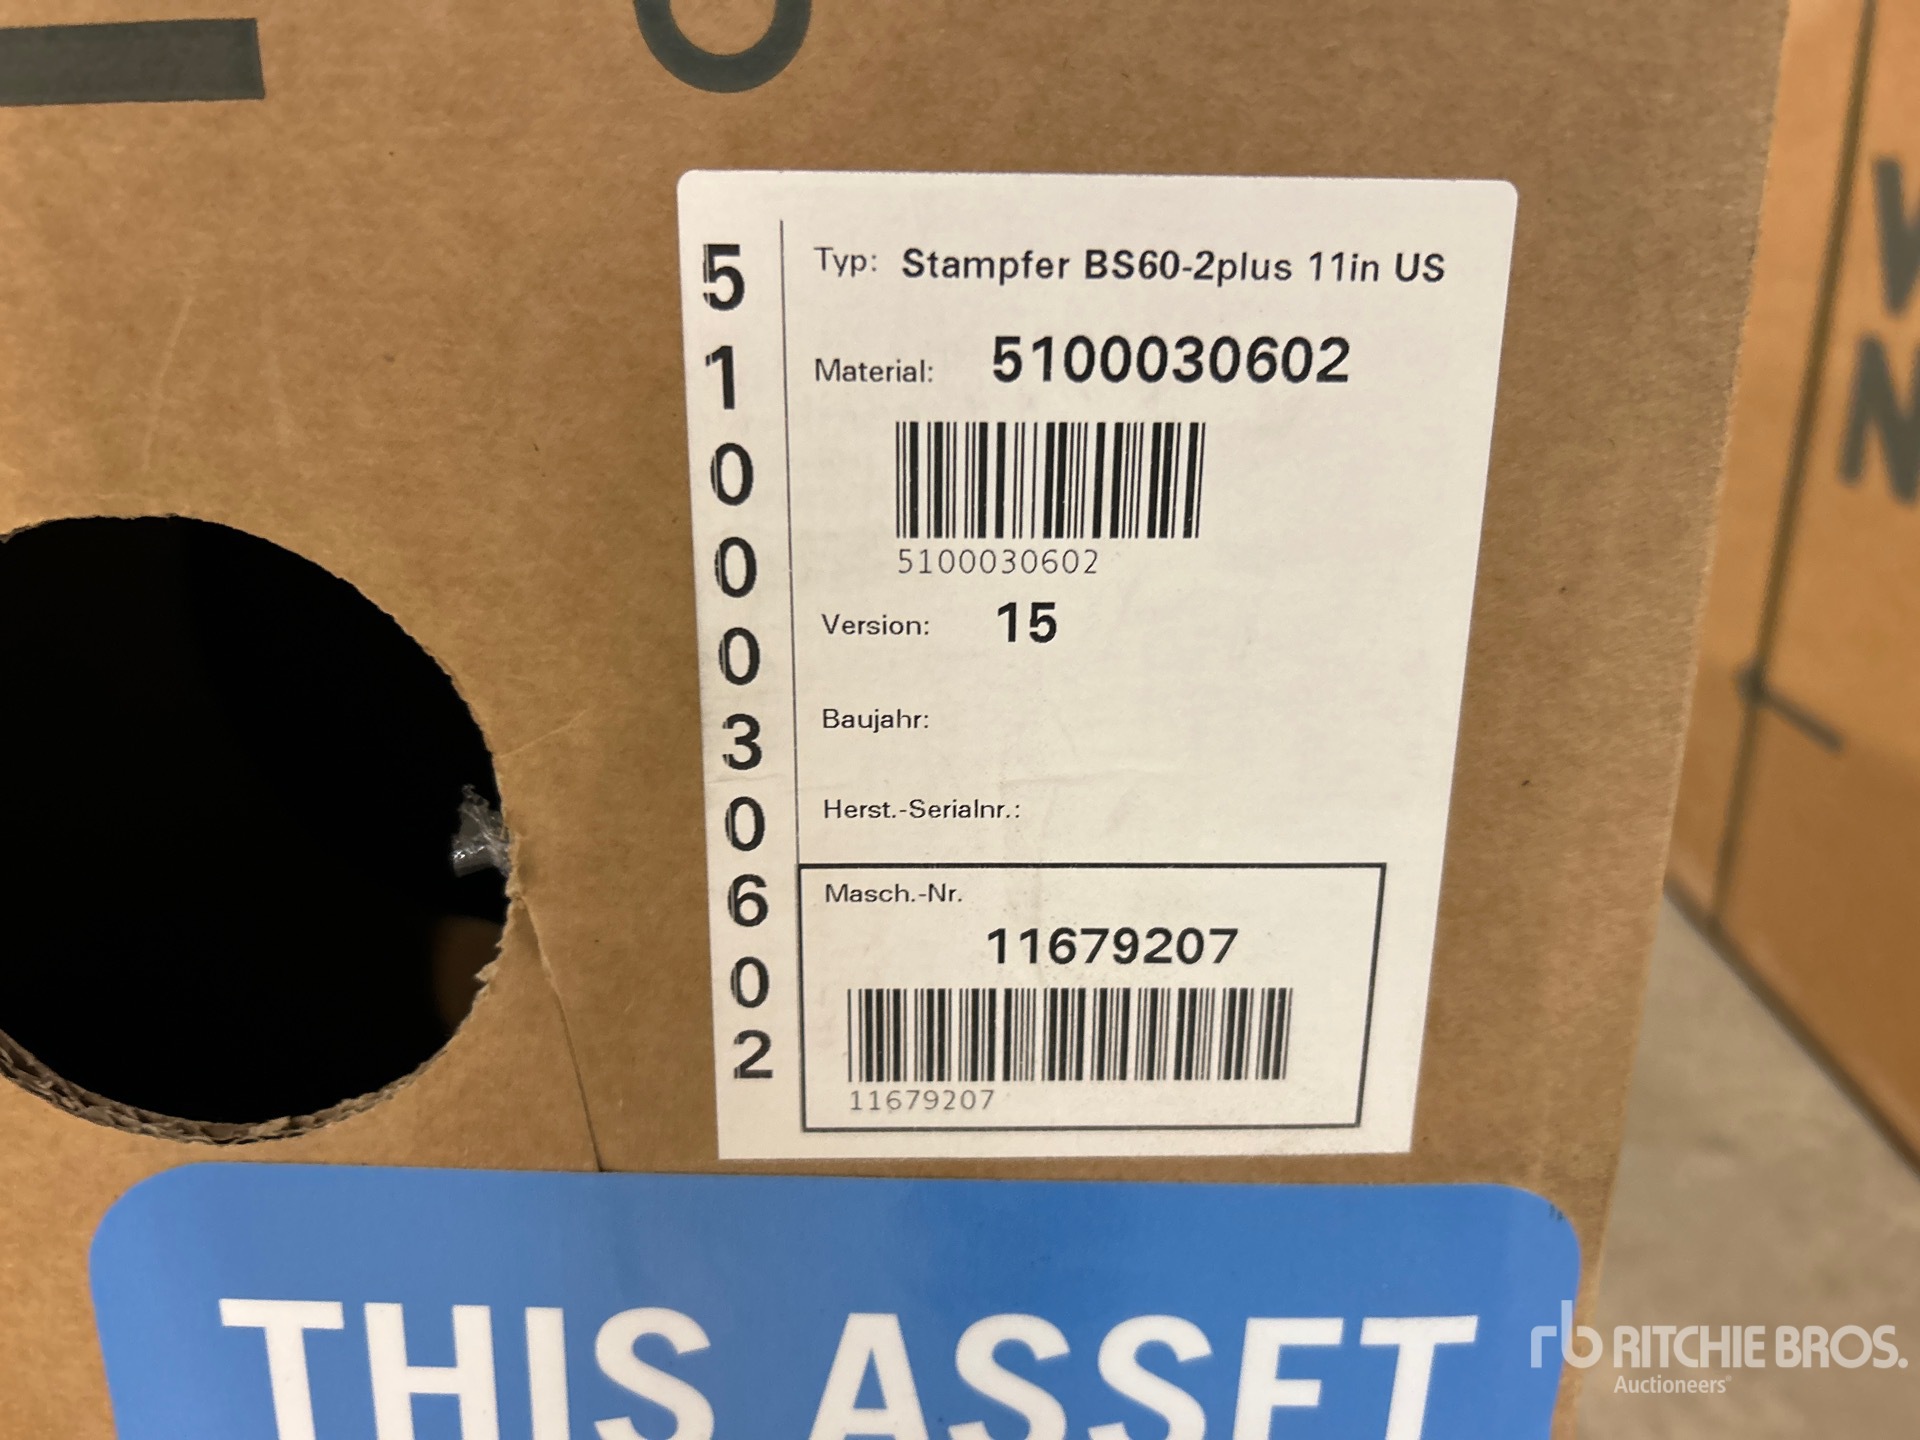 5100030602
Typ: Stampfer BS60-2plus 11in US
Material: 5100030602
5100030602
Version: 15
Baujahr:
Herst.-Serialnr.:
Masch.-Nr.
11679207
11679207
THIS ASSET
rb RITCHIE BROS.
Auctioneers